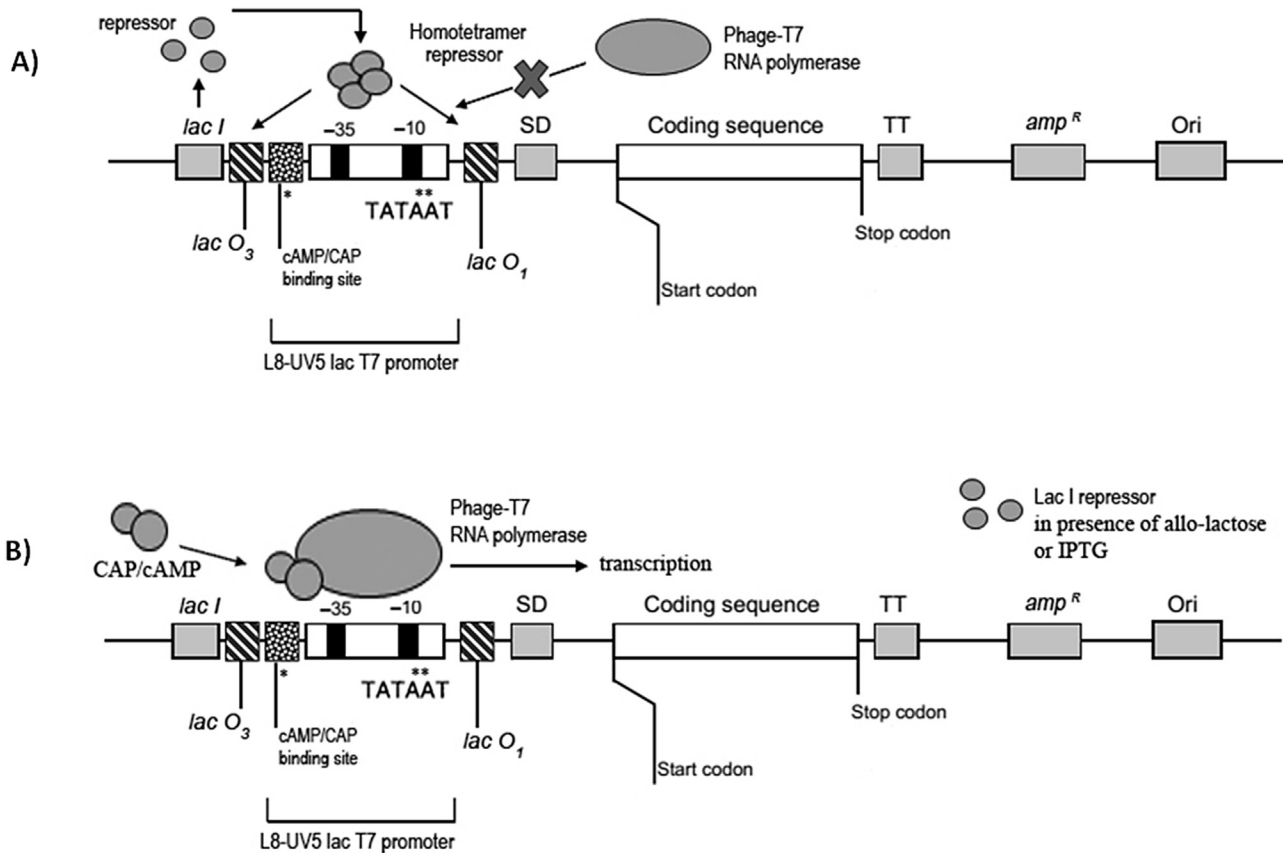 A)
repressor
Homotetramer
repressor
Phage-T7
RNA polymerase
lac I
–35
–10
SD
Coding sequence
TT
amp R
Ori
*
**
TATAAT
lac O3
cAMP/CAP
binding site
lac O1
Stop codon
Start codon
L8-UV5 lac T7 promoter
B)
CAP/cAMP
Phage-T7
RNA polymerase
transcription
Lac I repressor
in presence of allo-lactose
or IPTG
lac I
–35
–10
SD
Coding sequence
TT
amp R
Ori
*
**
TATAAT
lac O3
cAMP/CAP
binding site
lac O1
Stop codon
Start codon
L8-UV5 lac T7 promoter